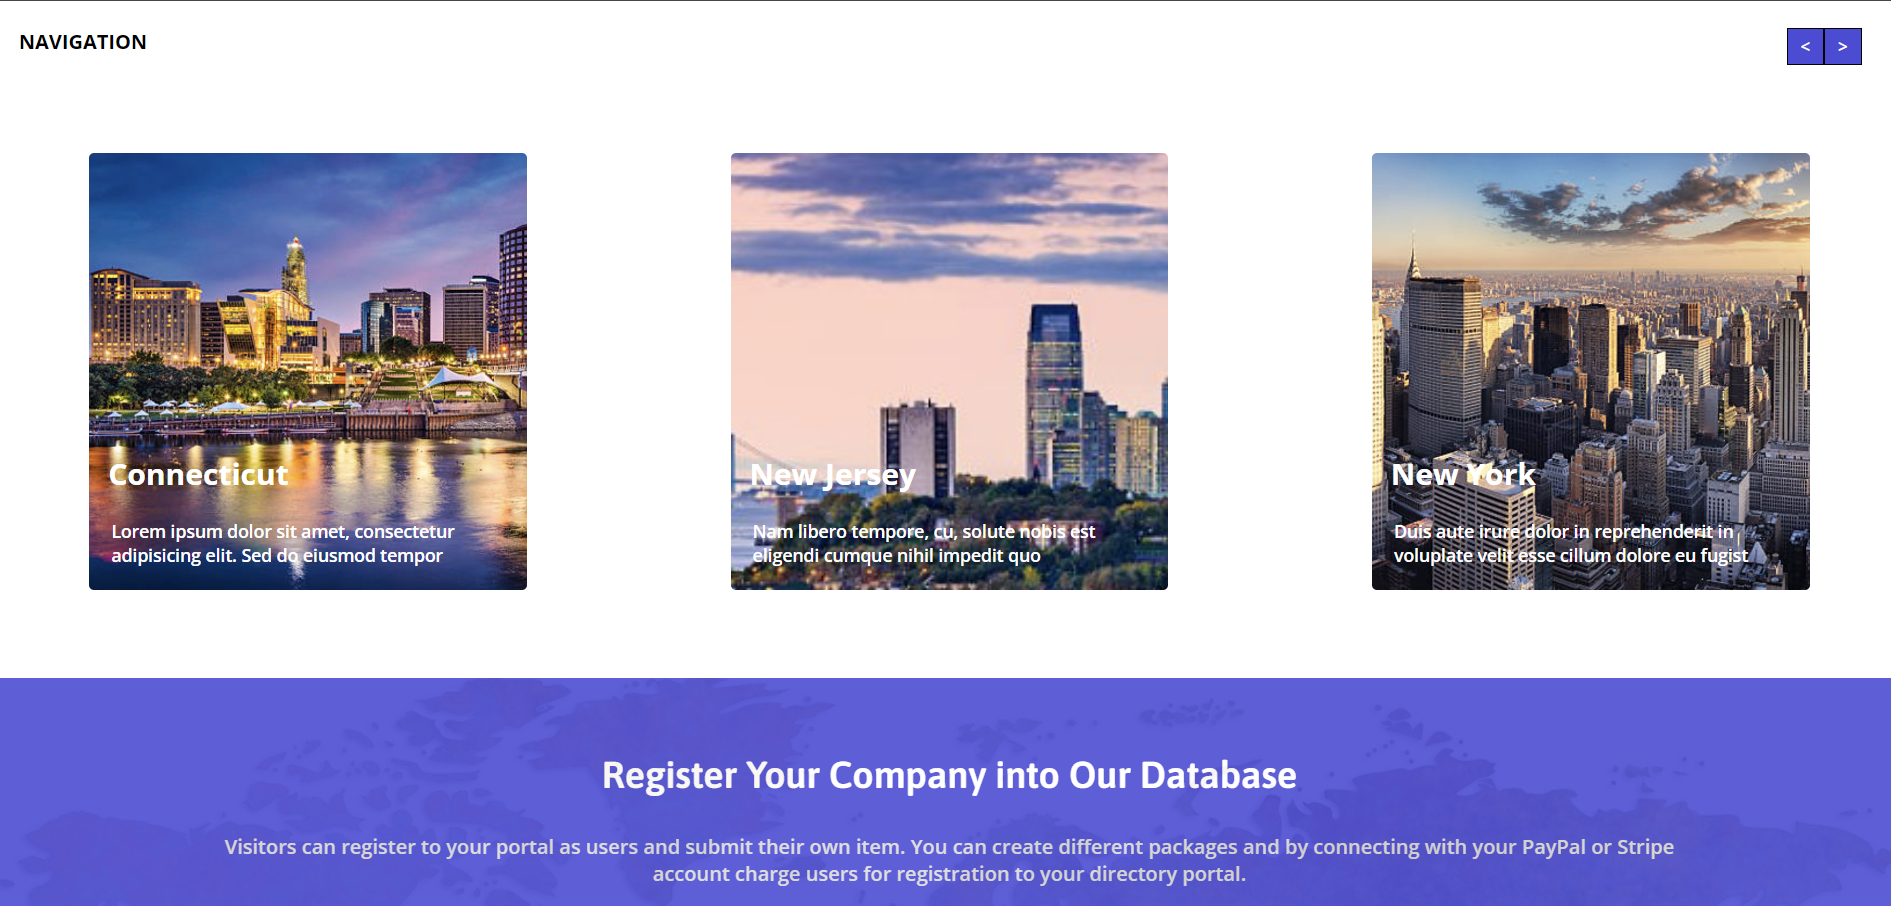 NAVIGATION
< >
Connecticut
Lorem ipsum dolor sit amet, consectetur
adipisicing elit. Sed do eiusmod tempor
New Jersey
Nam libero tempore, cu, solute nobis est
eligendi cumque nihil impedit quo
New York
Duis aute irure dolor in reprehenderit in
voluplate velit esse cillum dolore eu fugist
Register Your Company into Our Database
Visitors can register to your portal as users and submit their own item. You can create different packages and by connecting with your PayPal or Stripe
account charge users for registration to your directory portal.